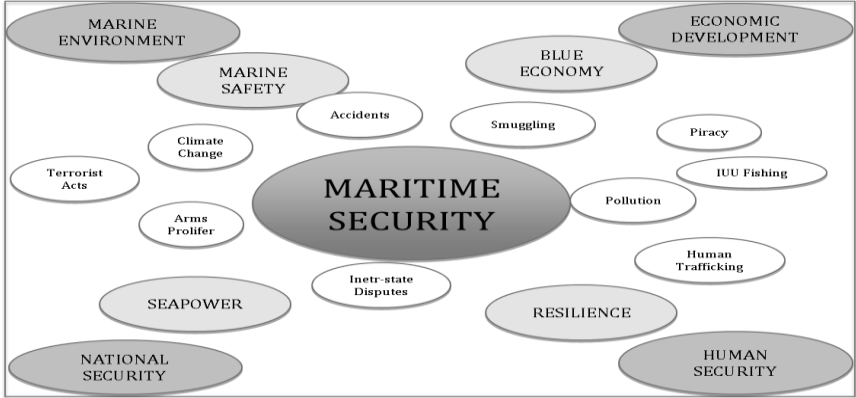 MARINE
ENVIRONMENT
ECONOMIC
DEVELOPMENT
MARINE
SAFETY
BLUE
ECONOMY
Accidents
Smuggling
Piracy
Climate
Change
Terrorist
Acts
IUU Fishing
MARITIME
SECURITY
Pollution
Arms
Prolifer
Human
Trafficking
Inetr-state
Disputes
SEAPOWER
RESILIENCE
NATIONAL
SECURITY
HUMAN
SECURITY